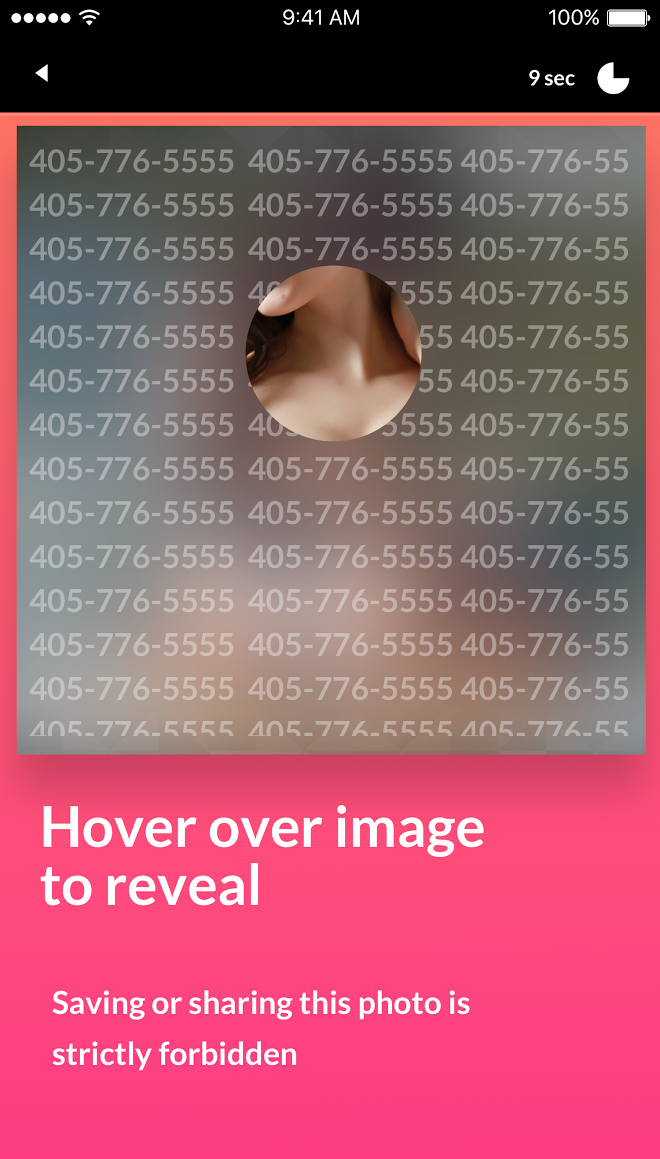 9:41 AM 100%
9 sec
405-776-5555 405-776-5555 405-776-55
405-776-5555 405-776-5555 405-776-55
405-776-5555 405-776-5555 405-776-55
405-776-5555 40 555 405-776-55
405-776-5555 55 405-776-55
405-776-5555 55 405-776-55
405-776-5555 40 5555 405-776-55
405-776-5555 405-776-5555 405-776-55
405-776-5555 405-776-5555 405-776-55
405-776-5555 405-776-5555 405-776-55
405-776-5555 405-776-5555 405-776-55
405-776-5555 405-776-5555 405-776-55
405-776-5555 405-776-5555 405-776-55
405-776-5555 405-776-5555 405-776-55
Hover over image
to reveal
Saving or sharing this photo is
strictly forbidden